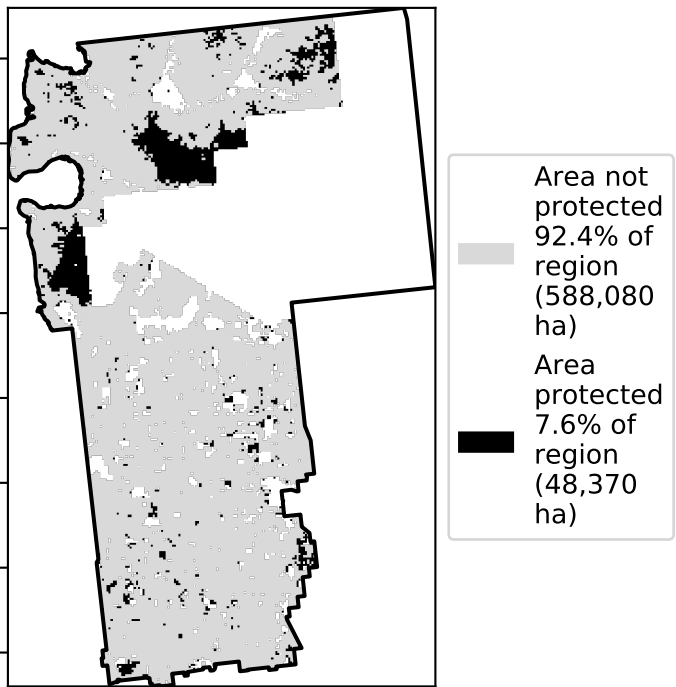 Area not
protected
92.4% of
region
(588,080
ha)
Area
protected
7.6% of
region
(48,370
ha)